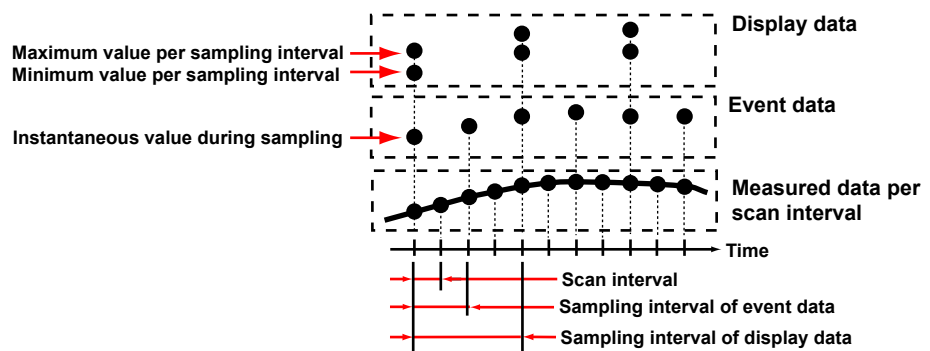 Display data
Maximum value per sampling interval
Minimum value per sampling interval
Event data
Instantaneous value during sampling
Measured data per
scan interval
Time
Scan interval
Sampling interval of event data
Sampling interval of display data